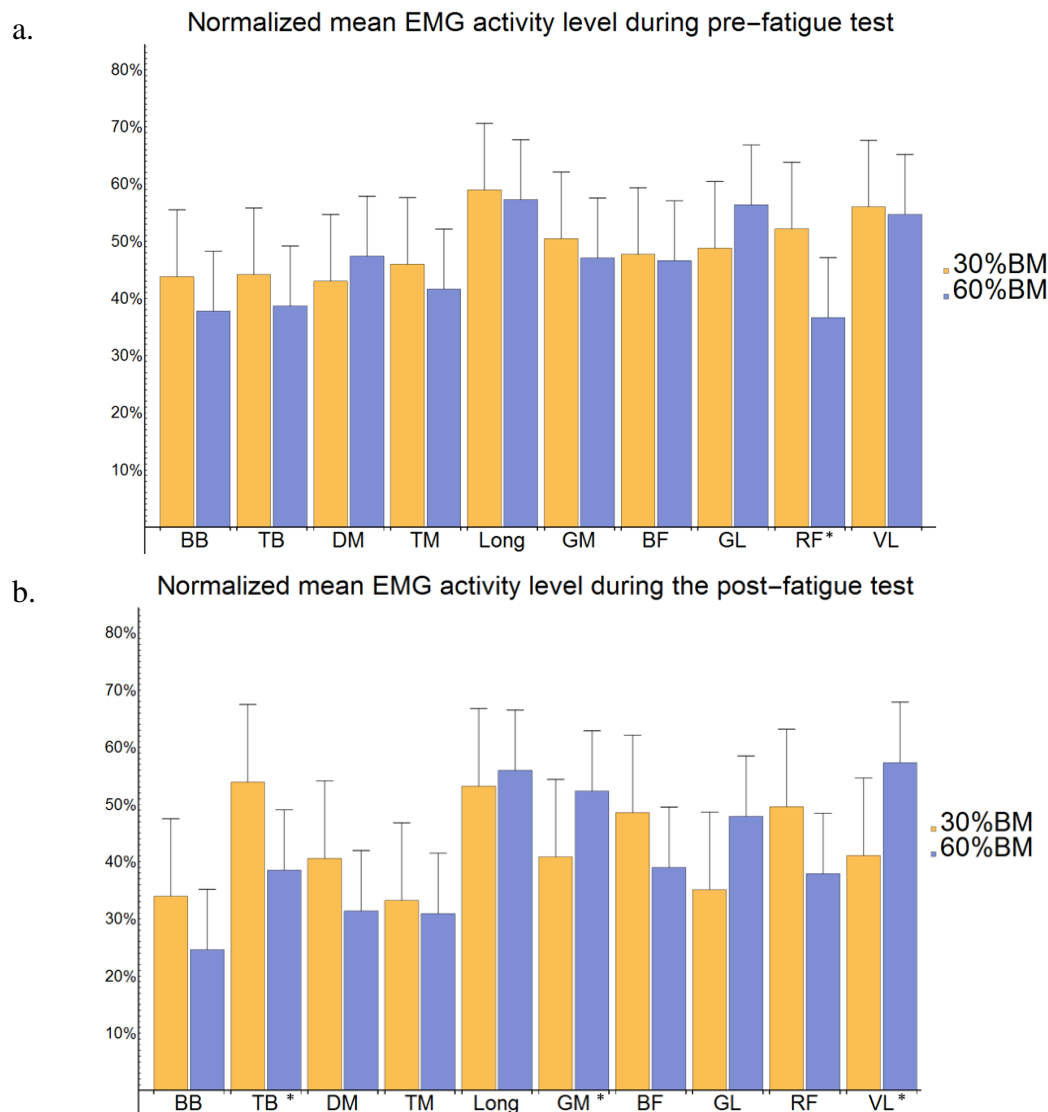 a.
Normalized mean EMG activity level during pre–fatigue test
80%
70%
60%
50%
40%
30%
20%
10%
BB TB DM TM Long GM BF GL RF* VL
30%BM
60%BM
b.
Normalized mean EMG activity level during the post–fatigue test
80%
70%
60%
50%
40%
30%
20%
10%
BB TB * DM TM Long GM * BF GL RF VL*
30%BM
60%BM